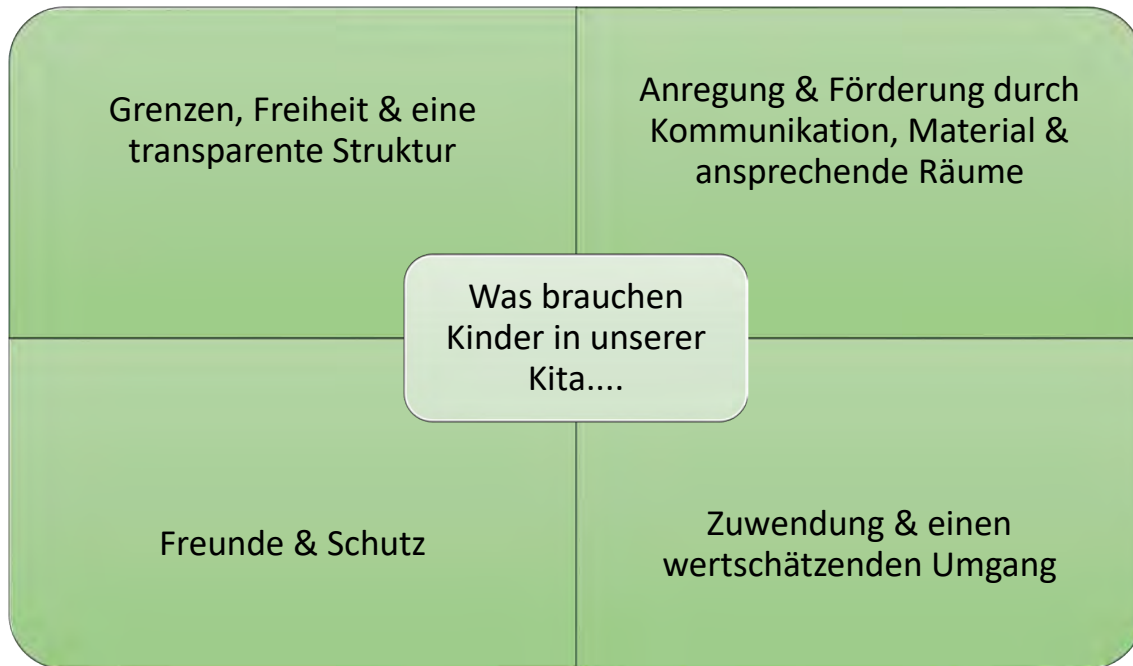 Grenzen, Freiheit & eine
transparente Struktur
Anregung & Förderung durch
Kommunikation, Material &
ansprechende Räume
Was brauchen
Kinder in unserer
Kita....
Freunde & Schutz
Zuwendung & einen
wertschätzenden Umgang